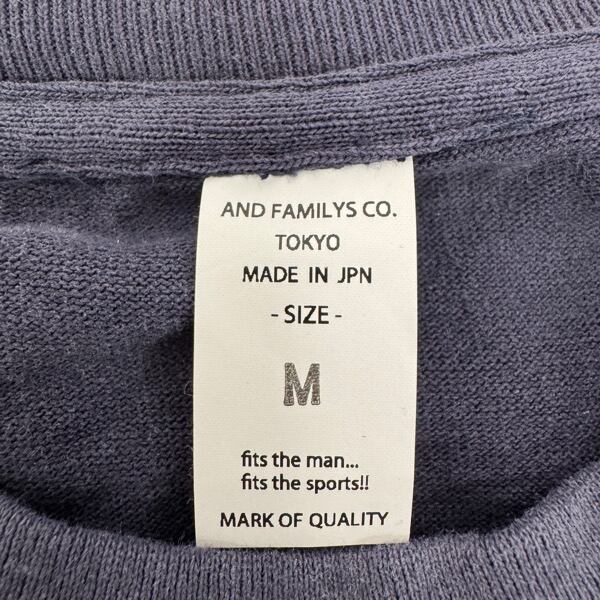 AND FAMILYS CO.
TOKYO
MADE IN JPN
- SIZE -
M
fits the man...
fits the sports!!
MARK OF QUALITY